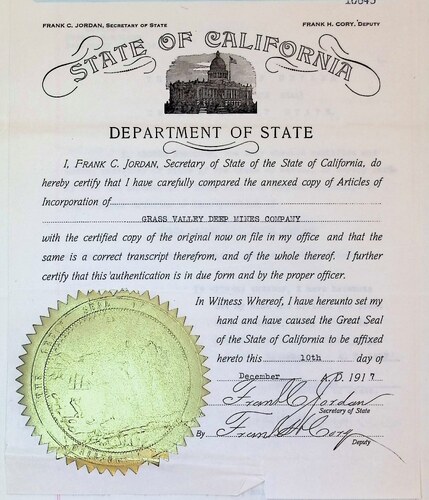 FRANK C. JORDAN, SECRETARY OF STATE
FRANK H. CORY, DEPUTY
STATE OF CALIFORNIA
DEPARTMENT OF STATE
I, FRANK C. JORDAN, Secretary of State of the State of California, do
hereby certify that I have carefully compared the annexed copy of Articles of
Incorporation of
GRASS VALLEY DEEP MINES COMPANY
with the certified copy of the original now on file in my office and that the
same is a correct transcript therefrom, and of the whole thereof. I further
certify that this authentication is in due form and by the proper officer.
In Witness Whereof, I have hereunto set my
hand and have caused the Great Seal
of the State of California to be affixed
hereto this 10th day of
December A.D. 1917
Frank C Jordan
Secretary of State
By Frank H Cory
Deputy